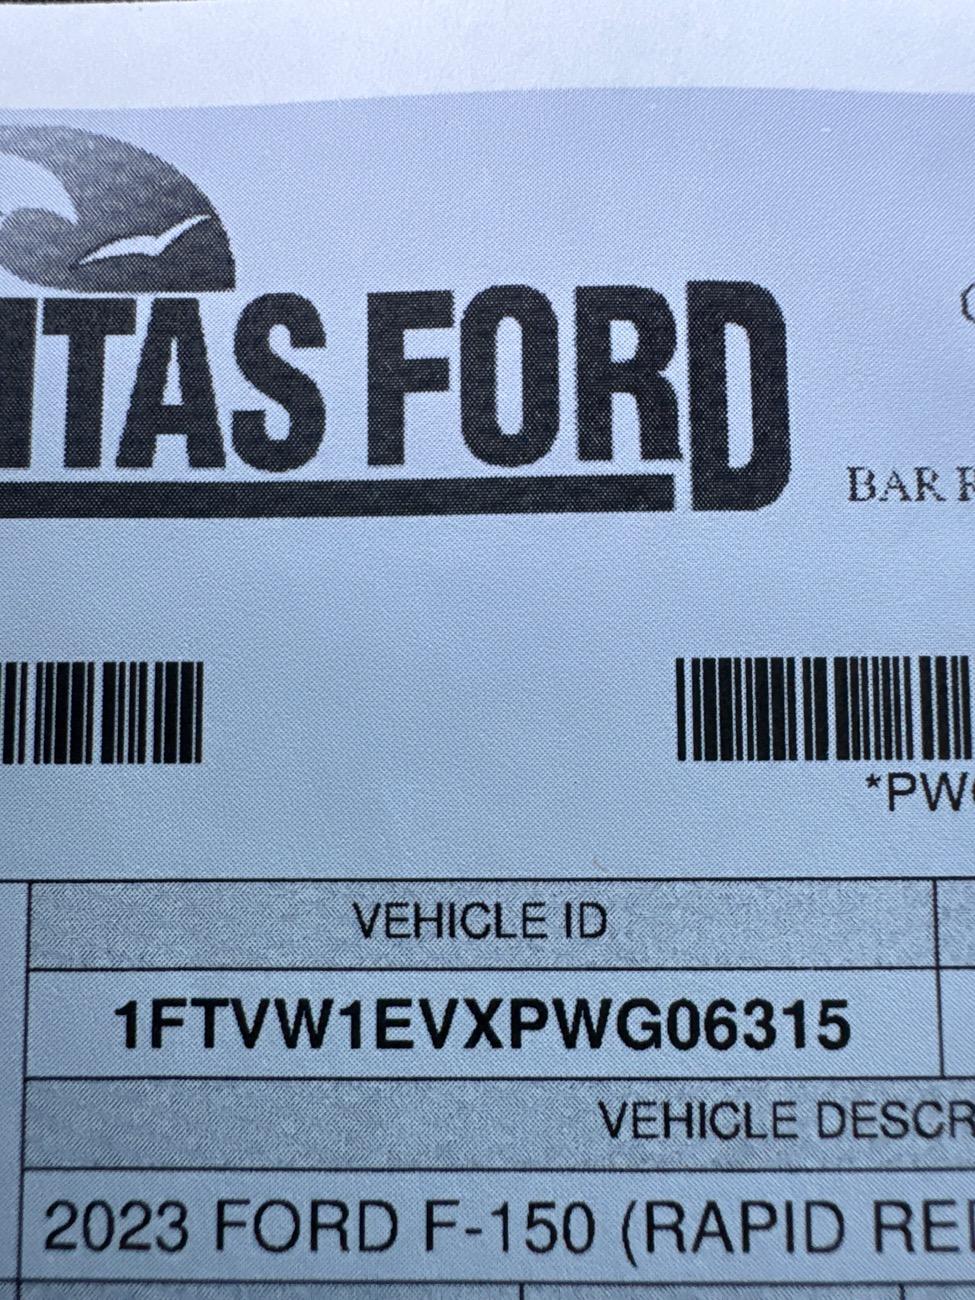 ITAS FORD
BAR R
*PW
VEHICLE ID
1FTVW1EVXPWG06315
VEHICLE DESCR
2023 FORD F-150 (RAPID RE